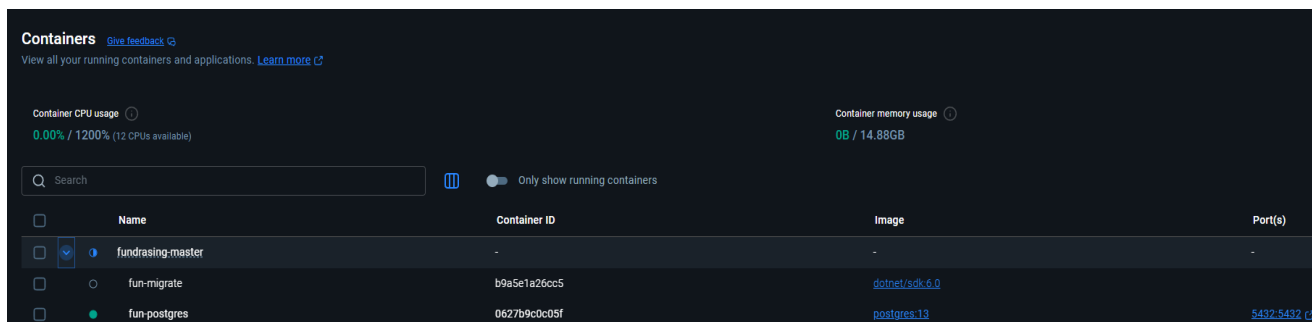 Containers Give feedback
View all your running containers and applications. Learn more
Container CPU usage
Container memory usage
0.00% / 1200% (12 CPUs available)
0B / 14.88GB
Search
Only show running containers
Name Container ID Image Port(s)
fundrasing-master - - -
fun-migrate b9a5e1a26cc5 dotnet/sdk:6.0
fun-postgres 0627b9c0c05f postgres:13 5432:5432